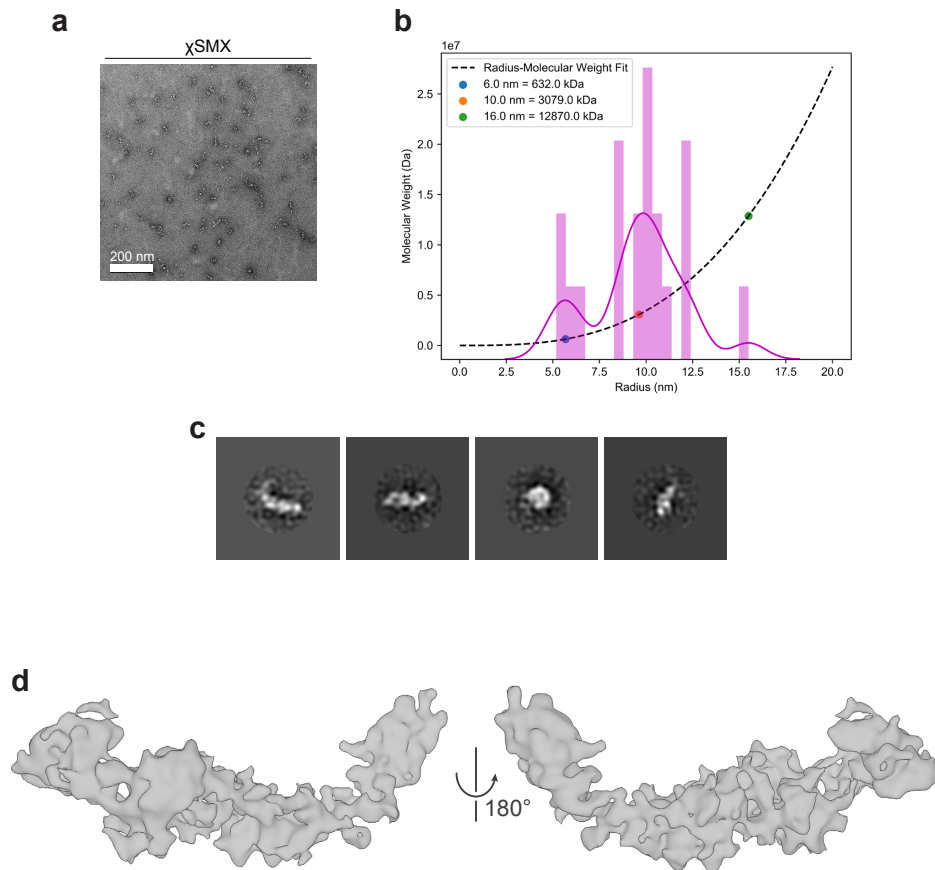 a
χSMX
200 nm
b
1e7
Radius-Molecular Weight Fit
6.0 nm = 632.0 kDa
10.0 nm = 3079.0 kDa
16.0 nm = 12870.0 kDa
Molecular Weight (Da)
2.5
2.0
1.5
1.0
0.5
0.0
0.0 2.5 5.0 7.5 10.0 12.5 15.0 17.5 20.0
Radius (nm)
c
d
180°